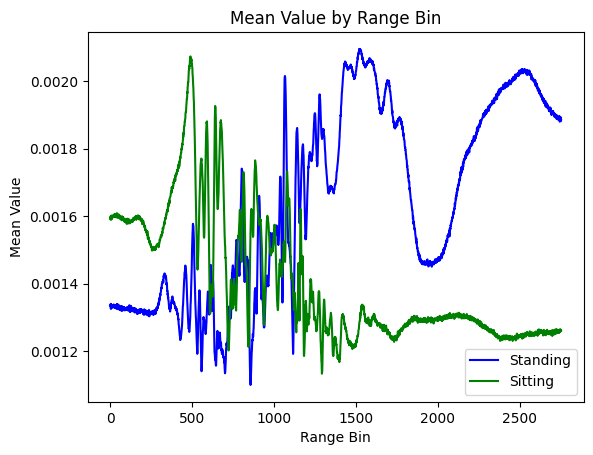 Mean Value by Range Bin
Mean Value
0.0020
0.0018
0.0016
0.0014
0.0012
Standing
Sitting
0
500
1000
1500
2000
2500
Range Bin